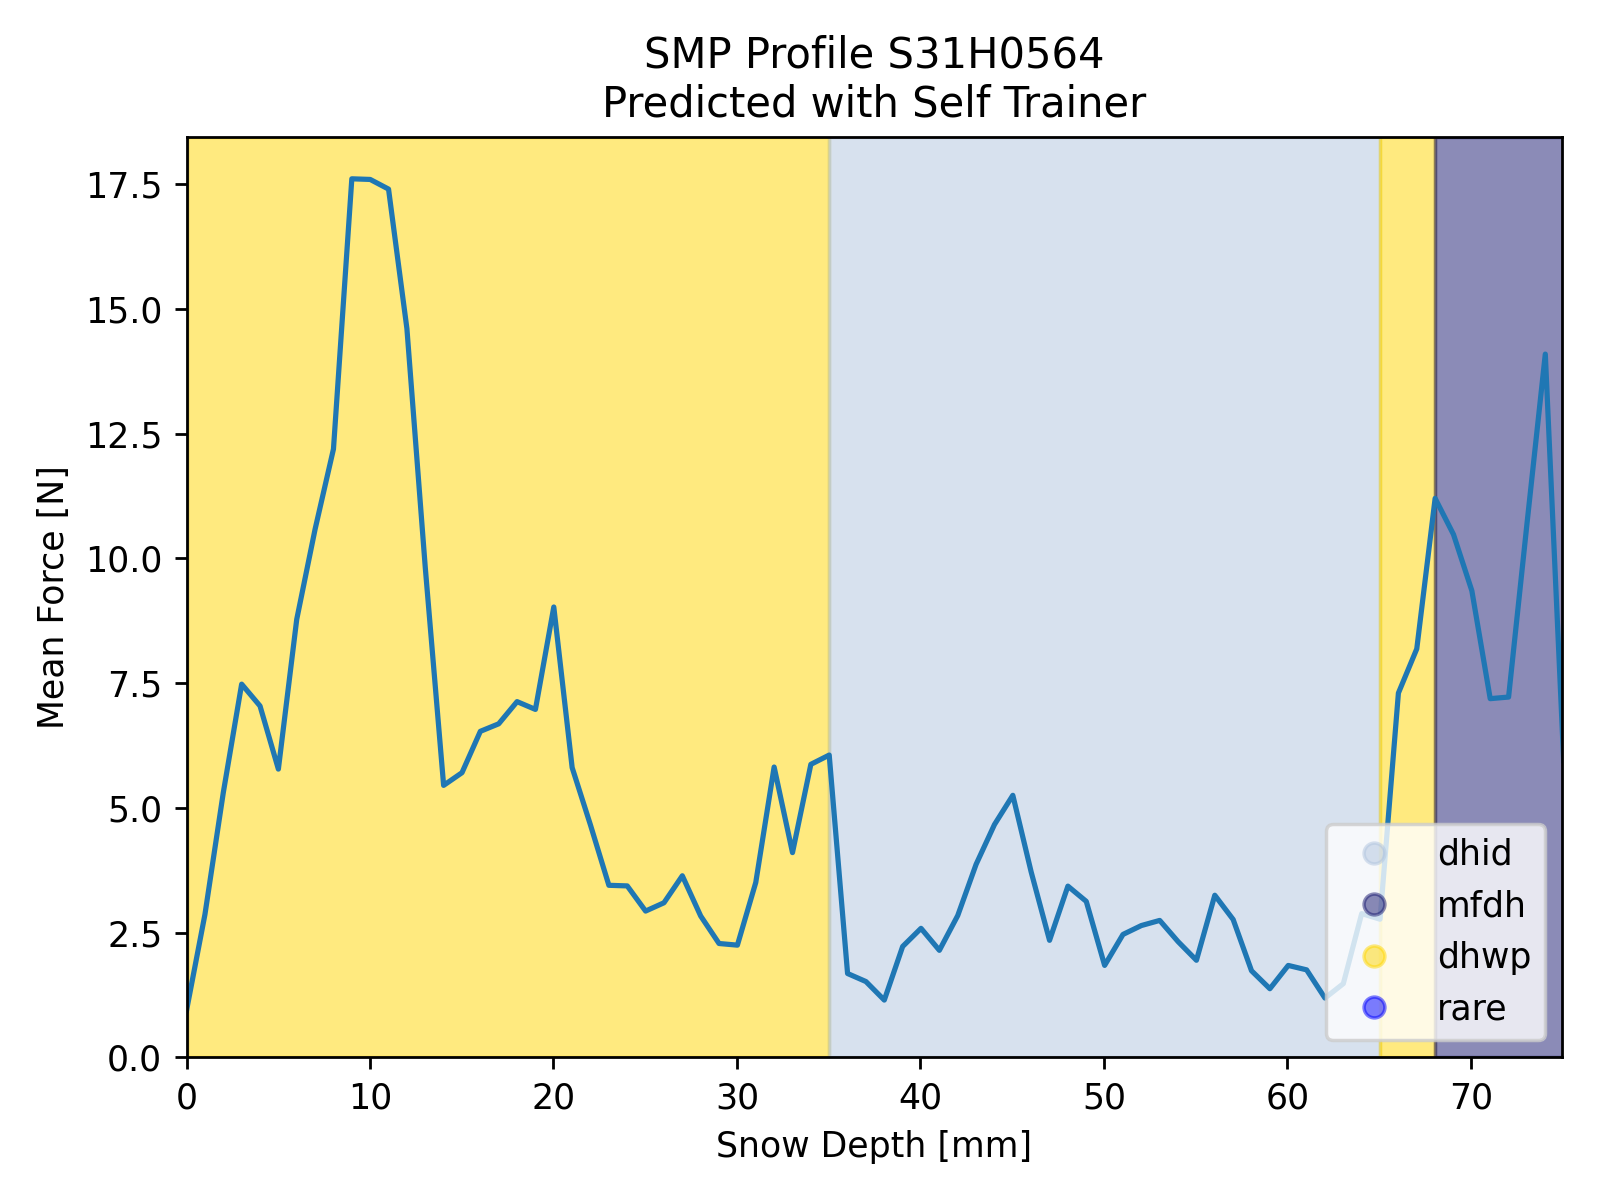 SMP Profile S31H0564
Predicted with Self Trainer
Mean Force [N]
17.5
15.0
12.5
10.0
7.5
5.0
2.5
0.0
dhid
mfdh
dhwp
rare
0 10 20 30 40 50 60 70
Snow Depth [mm]